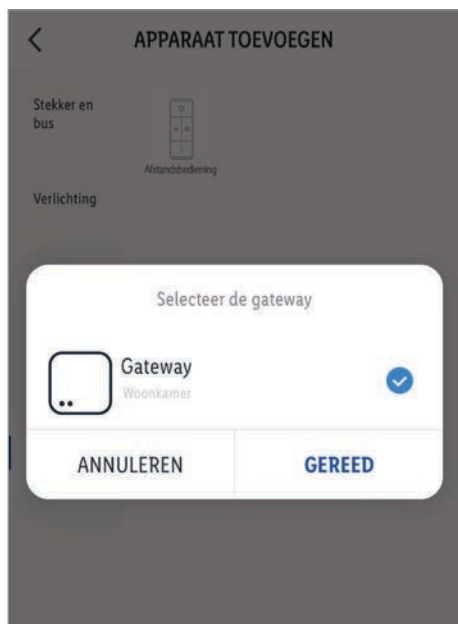 APPARAAT TOEVOEGEN
Stekker en
bus
Afstandsbediening
Verlichting
Selecteer de gateway
Gateway
Woonkamer
ANNULEREN
GEREED